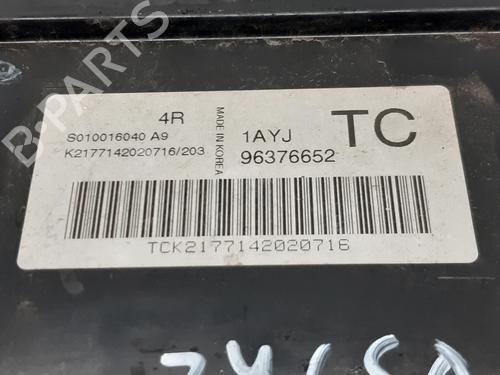 B-PARTS
4R
S010016040 A9
K2177142020716/203
MADE IN KOREA
1AYJ
TC
96376652
TCK2177142020716